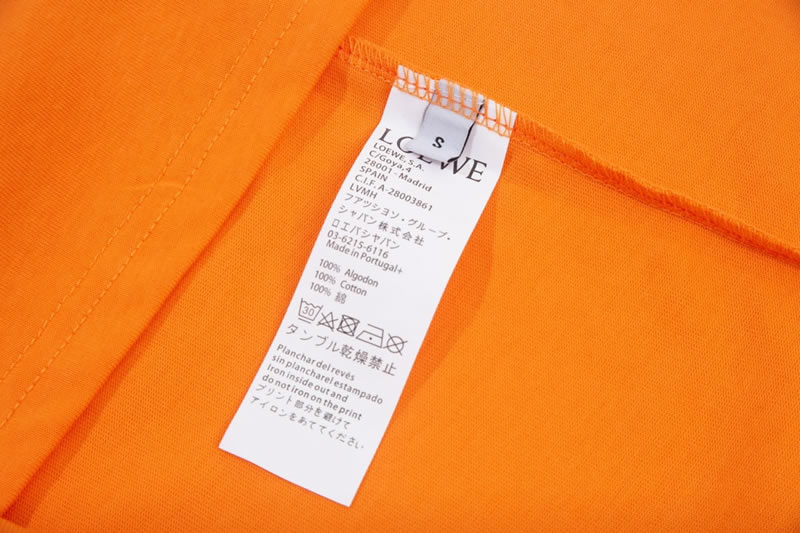 S
LOEWE
LOEWE, S.A.
C/Goya.4
28001 - Madrid
SPAIN
C.I.F. A-28003861
LVMH
ファッション・グループ・
ジャパン株式会社
ロエベジャパン
03-6215-6116
Made in Portugal+
100% Algodon
100% Cotton
100% 綿
30
タンブル乾燥禁止
Planchar del revés
sin plancharel estampado
Iron inside out and
do not Iron on the print
プリント部分を避けて
アイロンをあててください